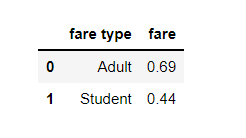 fare type fare
0 Adult 0.69
1 Student 0.44